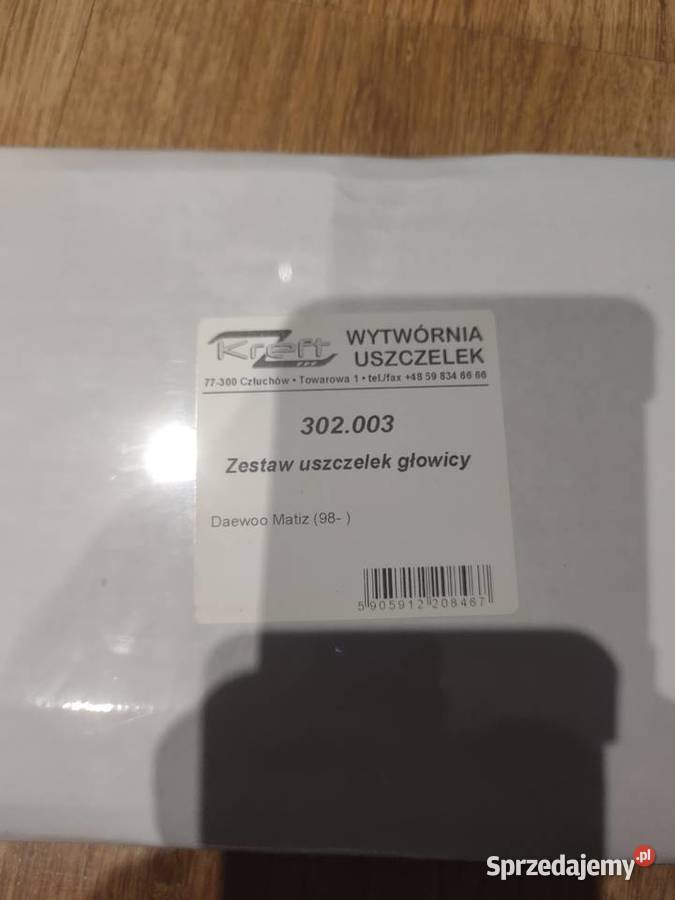 Kreft
WYTWÓRNIA
USZCZELEK
77-300 Człuchów • Towarowa 1 • tel./fax +48 59 834 66 66
302.003
Zestaw uszczelek głowicy
Daewoo Matiz (98- )
5 905912 208467
Sprzedajemy.pl